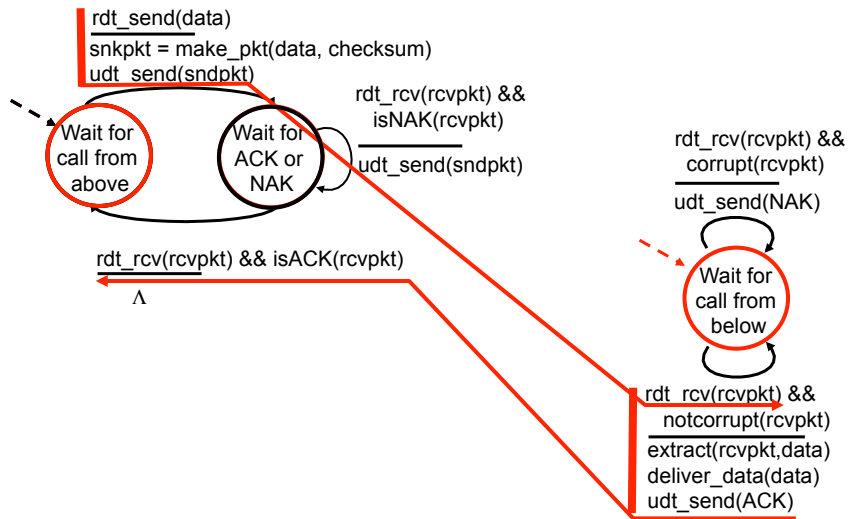 rdt_send(data)
snkpkt = make_pkt(data, checksum)
udt_send(sndpkt)
Wait for
call from
above
Wait for
ACK or
NAK
rdt_rcv(rcvpkt) &&
isNAK(rcvpkt)
udt_send(sndpkt)
rdt_rcv(rcvpkt) && isACK(rcvpkt)
Λ
rdt_rcv(rcvpkt) &&
corrupt(rcvpkt)
udt_send(NAK)
Wait for
call from
below
rdt_rcv(rcvpkt) &&
notcorrupt(rcvpkt)
extract(rcvpkt,data)
deliver_data(data)
udt_send(ACK)